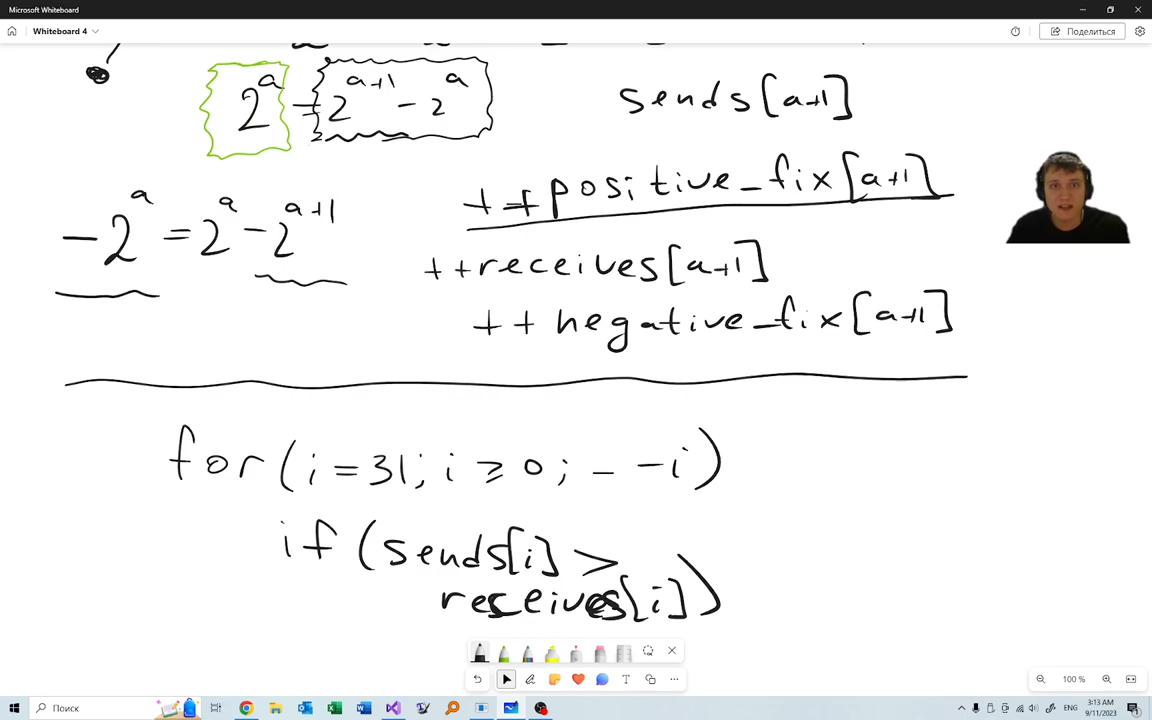 Microsoft Whiteboard
Whiteboard 4
Поделиться
2^a = 2^{a+1} - 2^a
sends[a+1]
++positive_fix[a+1]
-2^a = 2^a - 2^{a+1}
++receives[a+1]
++negative_fix[a+1]
for(i=31; i≥0; --i)
if(sends[i] >
receives[i])
100 %
Поиск
ENG
3:13 AM
9/11/2023